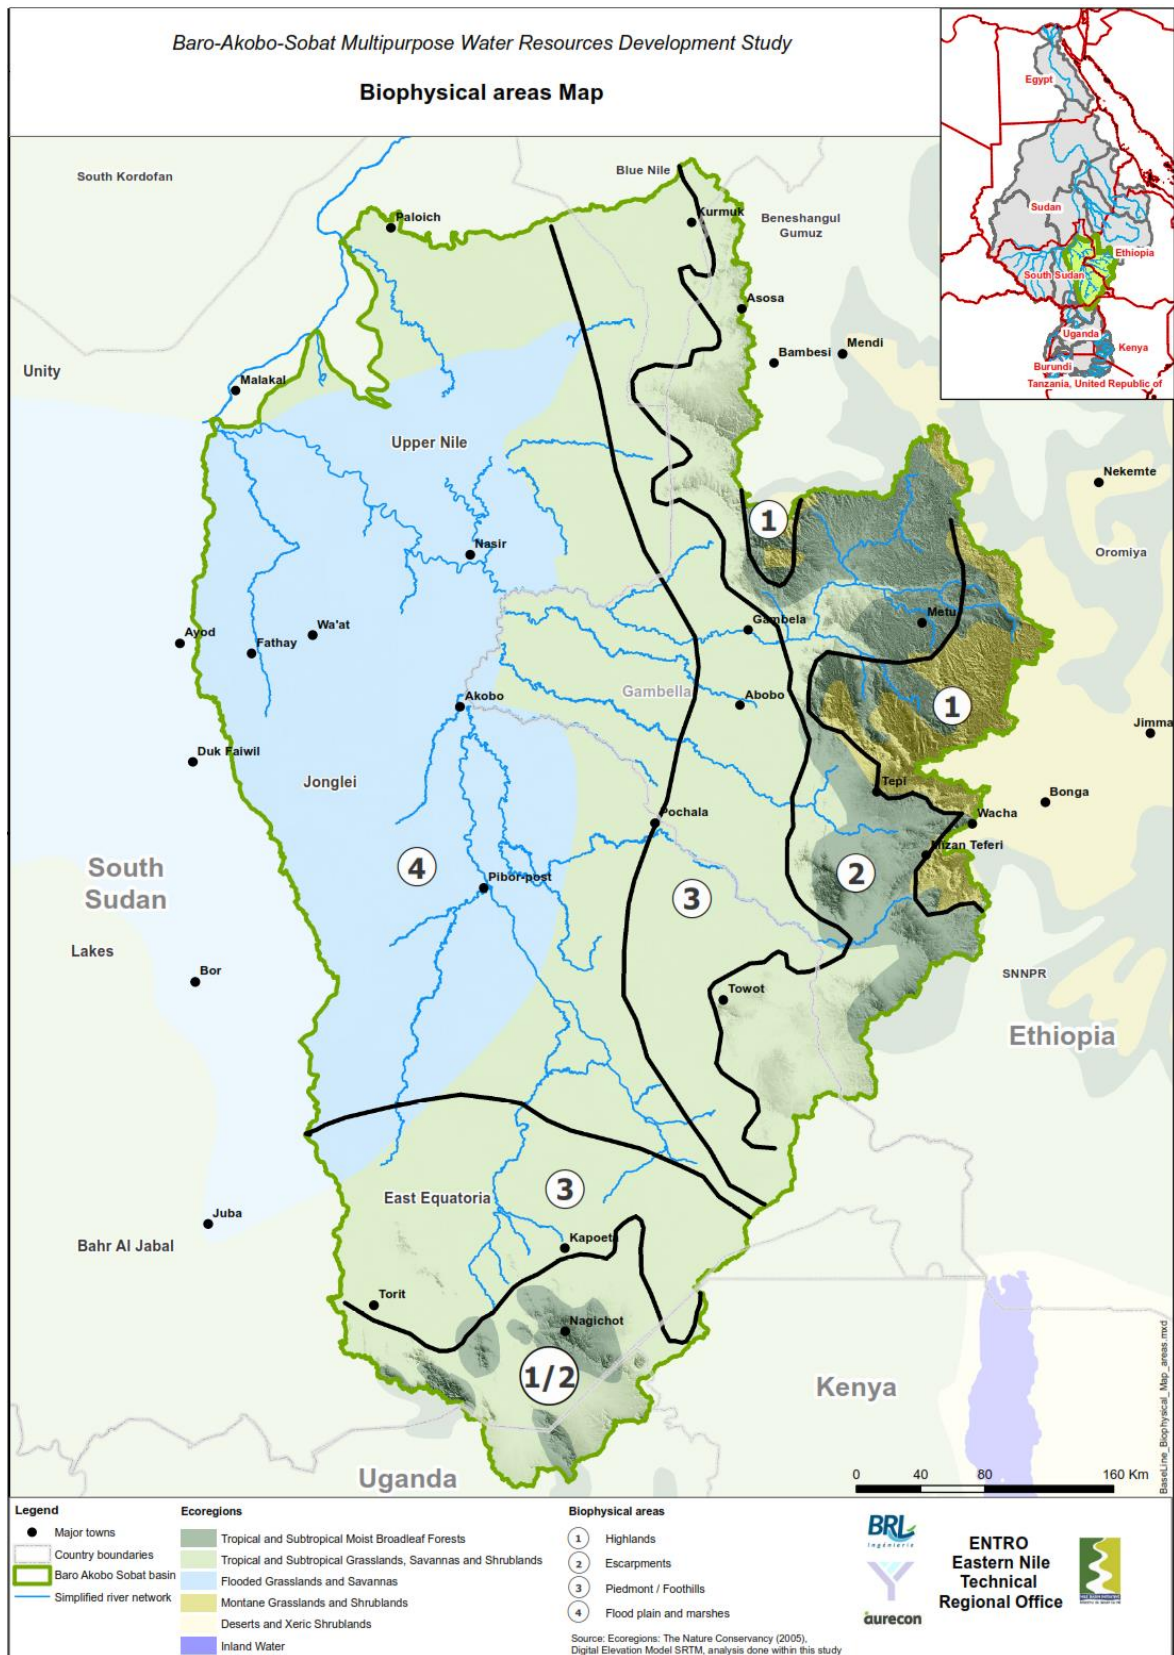 Baro-Akobo-Sobat Multipurpose Water Resources Development Study
Biophysical areas Map
Egypt
Sudan
Ethiopia
South Sudan
Uganda
Kenya
Burundi
Tanzania, United Republic of
South Kordofan
Blue Nile
Paloich
Kurmuk
Beneshangul
Gumuz
Asosa
Mendi
Bambesi
Unity
Malakal
Upper Nile
Nekemte
1
Nasir
Oromiya
Metu
Gambela
Wa'at
Ayod
Fathay
Gambella
Abobo
Akobo
1
Jimma
Duk Faiwil
Jonglei
Tepi
Bonga
Wacha
Pochala
South
Sudan
4
Mizan Teferi
2
Pibor-post
3
Lakes
Bor
SNNPR
Towot
Ethiopia
3
East Equatoria
Juba
Bahr Al Jabal
Kapoeta
Torit
Nagichot
1/2
Kenya
Uganda
0 40 80 160 Km
BaseLine_Biophysical_Map_areas.mxd
Legend
Major towns
Country boundaries
Baro Akobo Sobat basin
Simplified river network
Ecoregions
Tropical and Subtropical Moist Broadleaf Forests
Tropical and Subtropical Grasslands, Savannas and Shrublands
Flooded Grasslands and Savannas
Montane Grasslands and Shrublands
Deserts and Xeric Shrublands
Inland Water
Biophysical areas
1 Highlands
2 Escarpments
3 Piedmont / Foothills
4 Flood plain and marshes
Source: Ecoregions: The Nature Conservancy (2005),
Digital Elevation Model SRTM, analysis done within this study
BRL
Ingénierie
aurecon
ENTRO
Eastern Nile
Technical
Regional Office